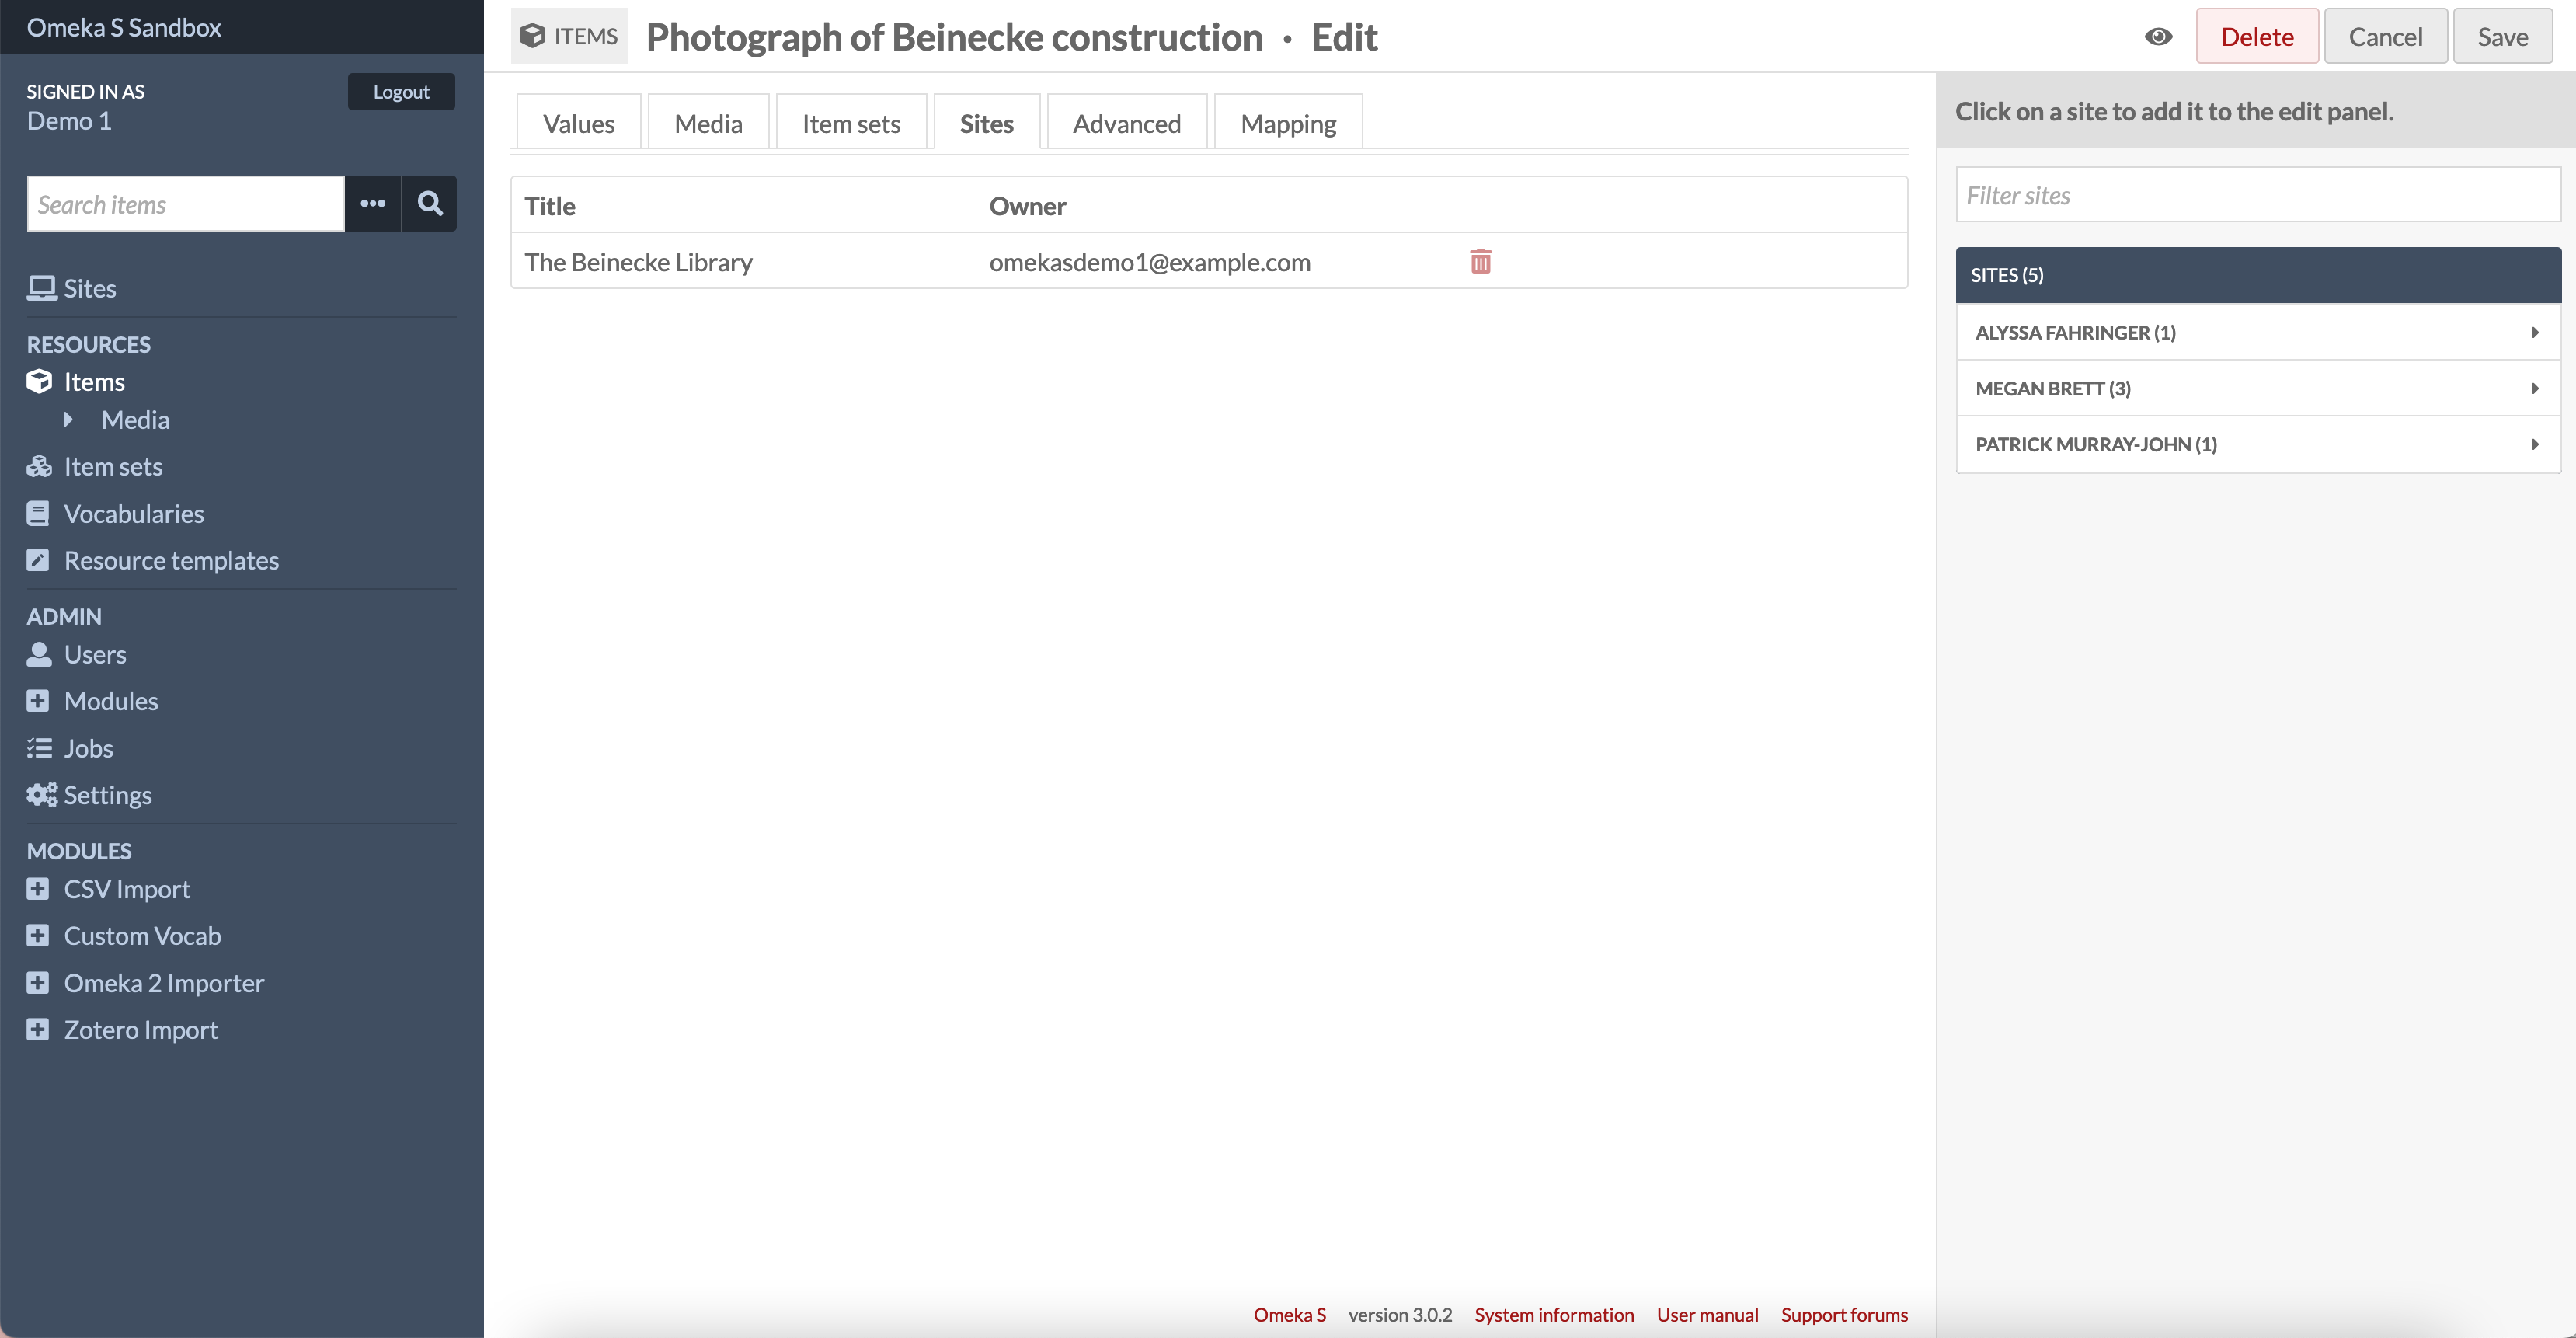 Omeka S Sandbox
SIGNED IN AS
Demo 1
Logout
Search items
Sites
RESOURCES
Items
Media
Item sets
Vocabularies
Resource templates
ADMIN
Users
Modules
Jobs
Settings
MODULES
CSV Import
Custom Vocab
Omeka 2 Importer
Zotero Import
ITEMS Photograph of Beinecke construction · Edit
Delete Cancel Save
Values Media Item sets Sites Advanced Mapping
Title Owner
The Beinecke Library omekasdemo1@example.com
Click on a site to add it to the edit panel.
Filter sites
SITES (5)
ALYSSA FAHRINGER (1)
MEGAN BRETT (3)
PATRICK MURRAY-JOHN (1)
Omeka S version 3.0.2 System information User manual Support forums